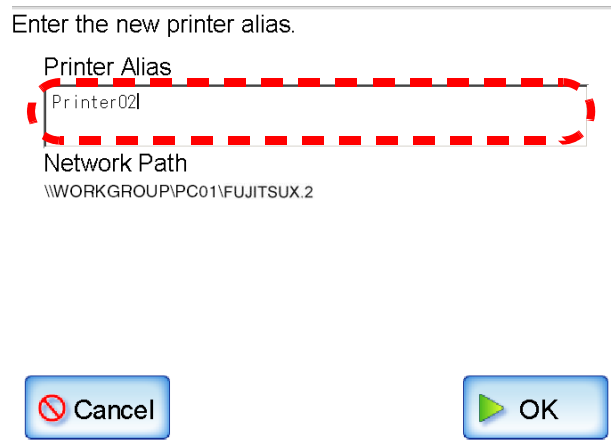 Enter the new printer alias.
Printer Alias
Printer02
Network Path
\\WORKGROUP\PC01\FUJITSUX.2
Cancel
OK